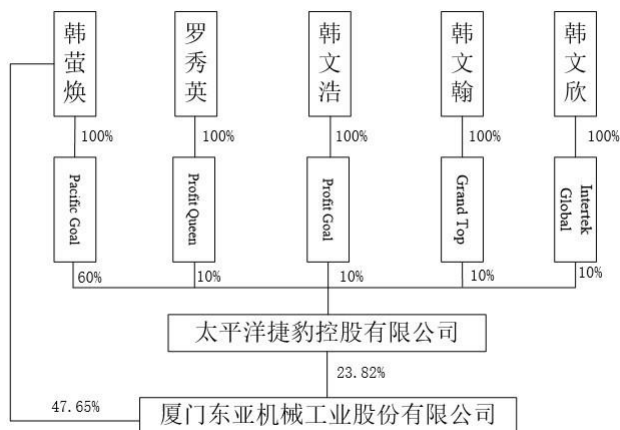 韩萤焕
罗秀英
韩文浩
韩文翰
韩文欣
100%
100%
100%
100%
100%
Pacific Goal
Profit Queen
Profit Goal
Grand Top
Intertek
Global
60%
10%
10%
10%
10%
太平洋捷豹控股有限公司
23.82%
47.65%
厦门东亚机械工业股份有限公司